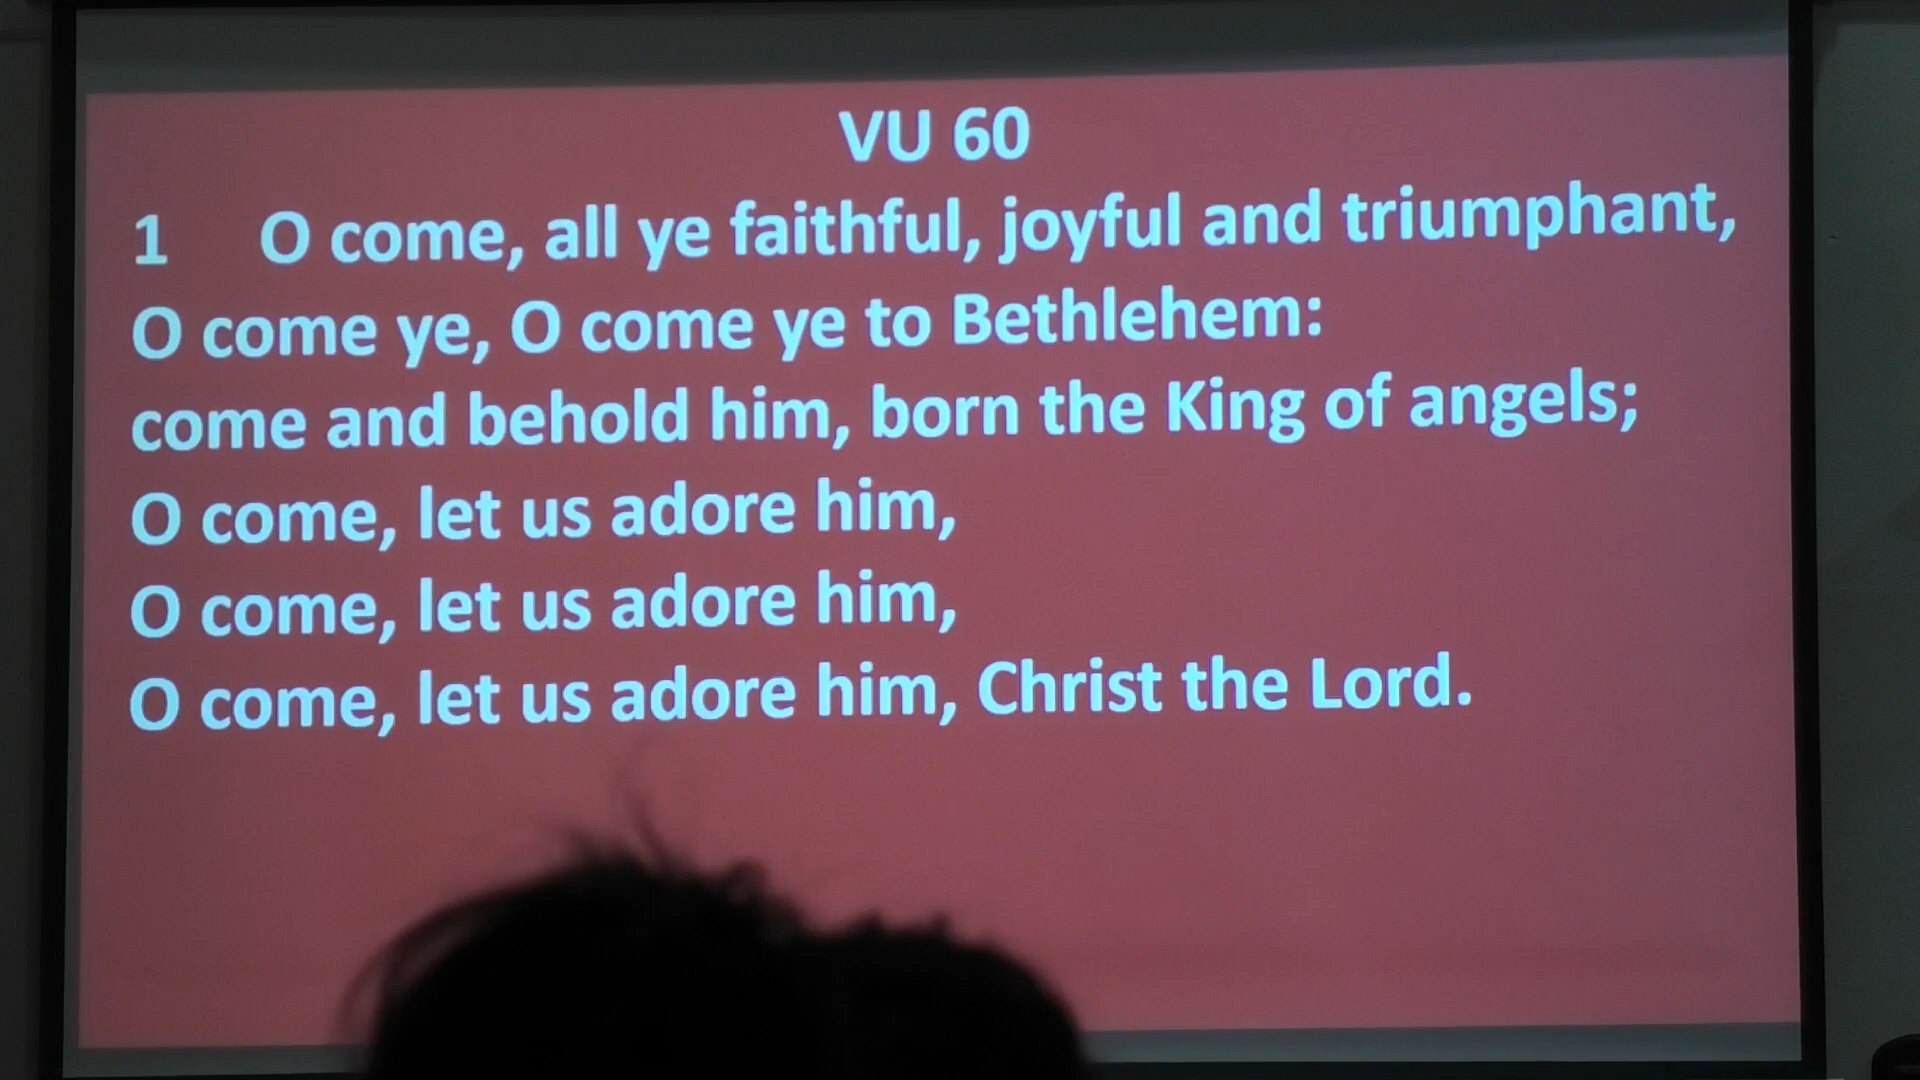 VU 60
1 O come, all ye faithful, joyful and triumphant,
O come ye, O come ye to Bethlehem:
come and behold him, born the King of angels;
O come, let us adore him,
O come, let us adore him,
O come, let us adore him, Christ the Lord.